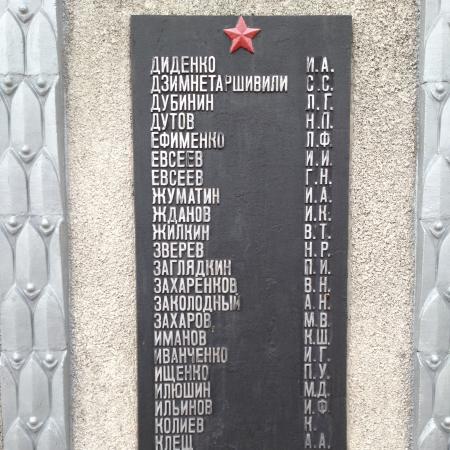 ДИДЕНКО И.А.
ДЗИМНЕТАРШИВИЛИ С.С.
ДУБИНИН Л.Г.
ДУТОВ Н.П.
ЕФИМЕНКО Л.Ф.
ЕВСЕЕВ И.И.
ЕВСЕЕВ Г.Н.
ЖУМАТИН И.А.
ЖДАНОВ И.К.
ЖИЛКИН В.Т.
ЗВЕРЕВ Н.Р.
ЗАГЛЯДКИН П.И.
ЗАХАРЕНКОВ В.Н.
ЗАКОЛОДНЫЙ А.Н.
ЗАХАРОВ М.В.
ИМАНОВ К.Ш.
ИВАНЧЕНКО И.Г.
ИЩЕНКО П.У.
ИЛЮШИН М.Д.
ИЛЬИНОВ И.Ф.
КОЛИЕВ К.
КЛЕЩ А.А.